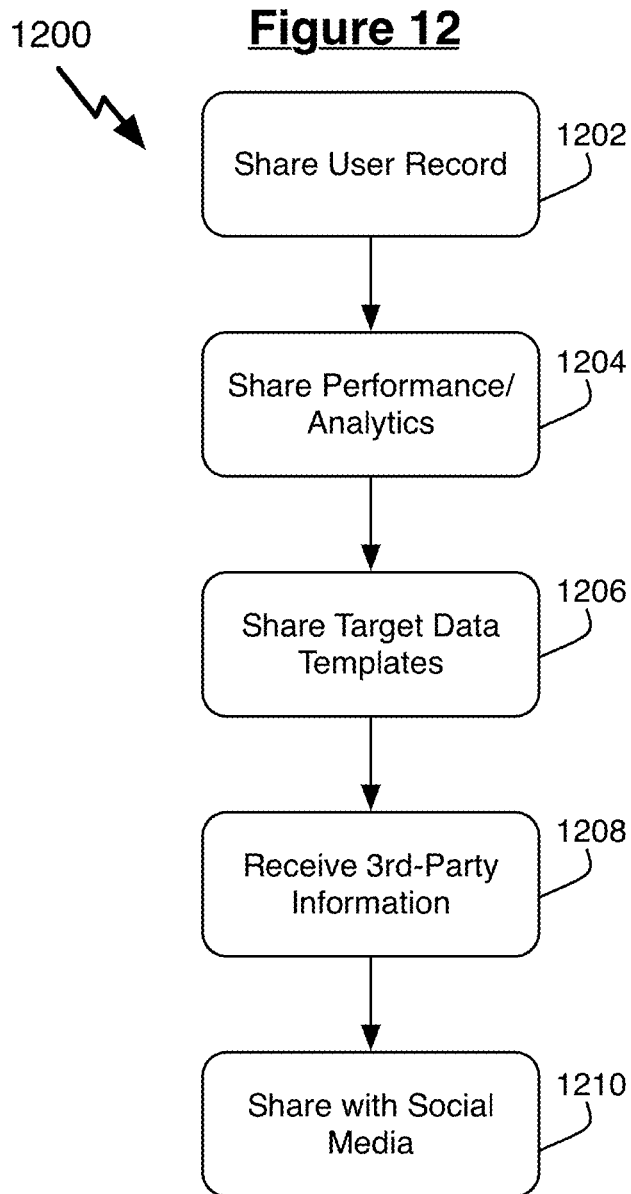 1200
Figure 12
Share User Record
1202
Share Performance/
Analytics
1204
Share Target Data
Templates
1206
Receive 3rd-Party
Information
1208
Share with Social
Media
1210